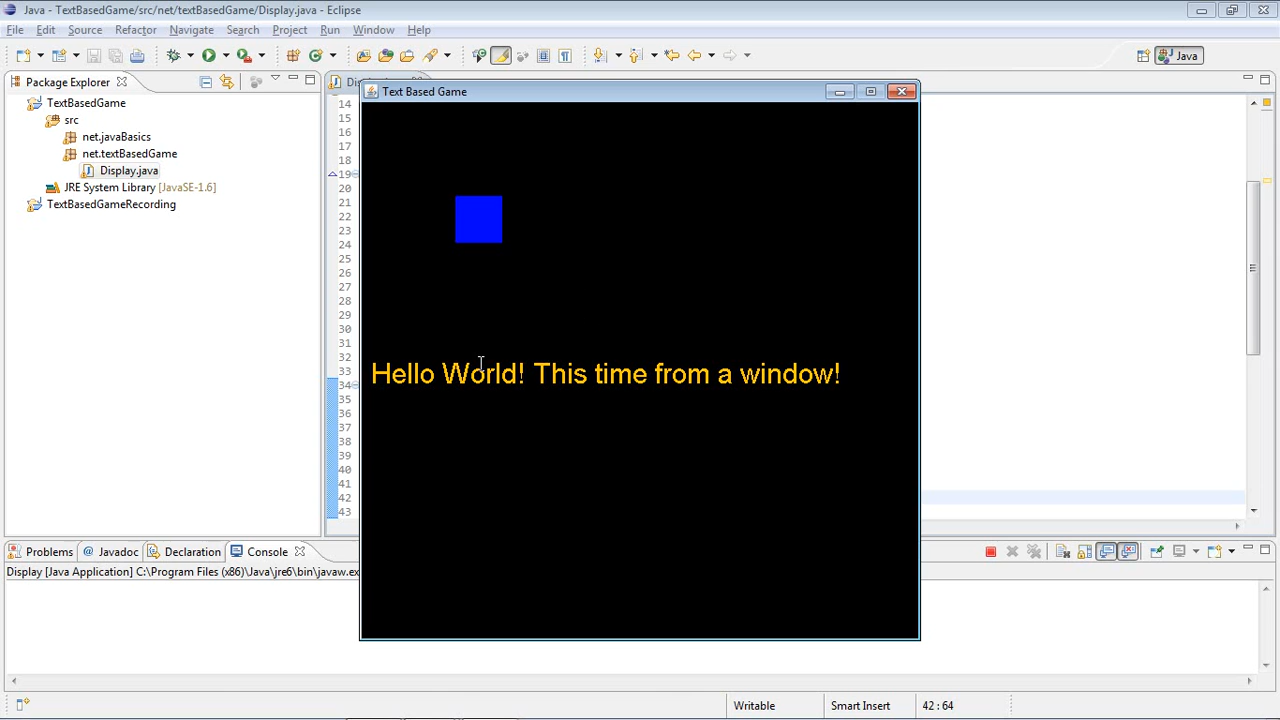 Java - TextBasedGame/src/net/textBasedGame/Display.java - Eclipse
File Edit Source Refactor Navigate Search Project Run Window Help
Java
Package Explorer
TextBasedGame
src
net.javaBasics
net.textBasedGame
Display.java
JRE System Library [JavaSE-1.6]
TextBasedGameRecording
Text Based Game
14
15
16
17
18
19
20
21
22
23
24
25
26
27
28
29
30
31
32
33
34
35
36
37
38
39
40
41
42
43
Hello World! This time from a window!
Problems Javadoc Declaration Console
Display [Java Application] C:\Program Files (x86)\Java\jre6\bin\javaw.ex
Writable Smart Insert 42 : 64